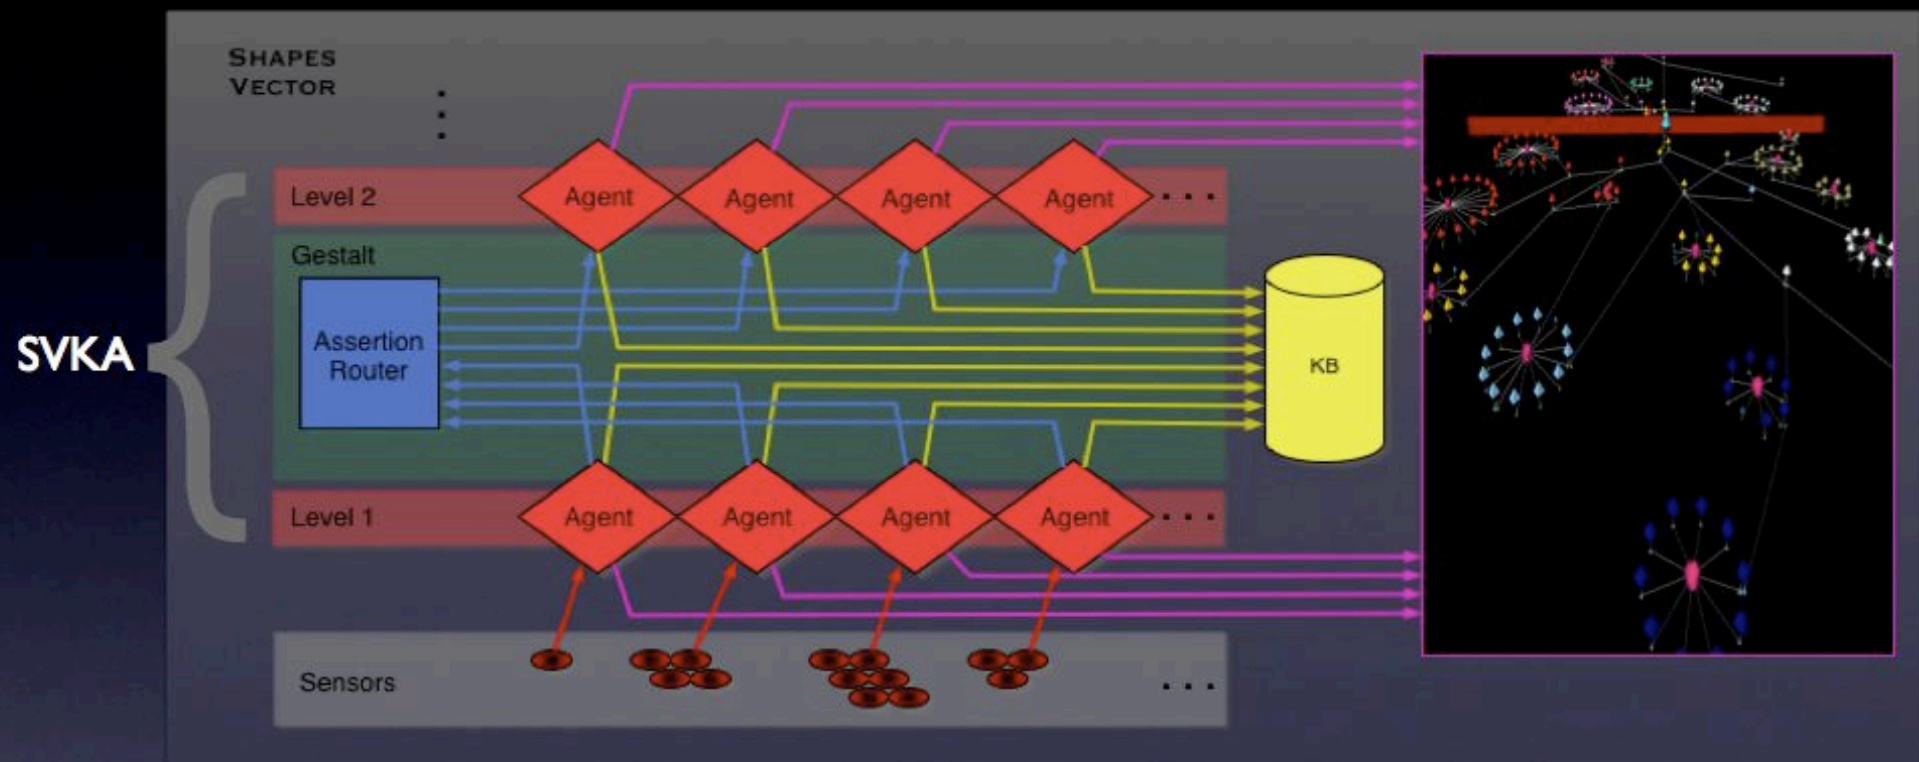 SHAPES
VECTOR
Level 2
Agent
Agent
Agent
Agent
Gestalt
Assertion
Router
SVKA
KB
Level 1
Agent
Agent
Agent
Agent
Sensors